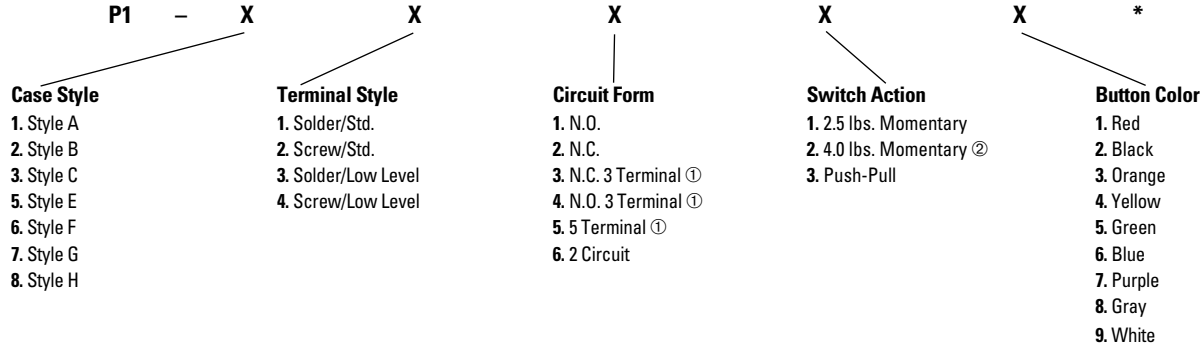 P1 – X X X X X *
Case Style
1. Style A
2. Style B
3. Style C
5. Style E
6. Style F
7. Style G
8. Style H
Terminal Style
1. Solder/Std.
2. Screw/Std.
3. Solder/Low Level
4. Screw/Low Level
Circuit Form
1. N.O.
2. N.C.
3. N.C. 3 Terminal ①
4. N.O. 3 Terminal ①
5. 5 Terminal ①
6. 2 Circuit
Switch Action
1. 2.5 lbs. Momentary
2. 4.0 lbs. Momentary ②
3. Push-Pull
Button Color
1. Red
2. Black
3. Orange
4. Yellow
5. Green
6. Blue
7. Purple
8. Gray
9. White